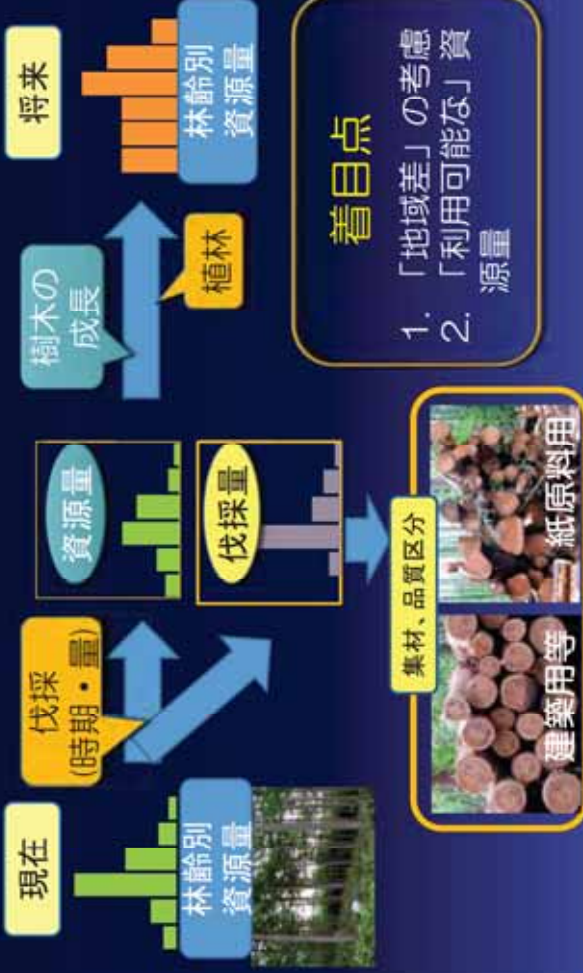 現在
林齢別
資源量
伐採
(時期・量)
資源量
伐採量
樹木の
成長
植林
将来
林齢別
資源量
集材、品質区分
建築用等
紙原料用
着目点
1. 「地域差」の考慮
2. 「利用可能な」資
源量